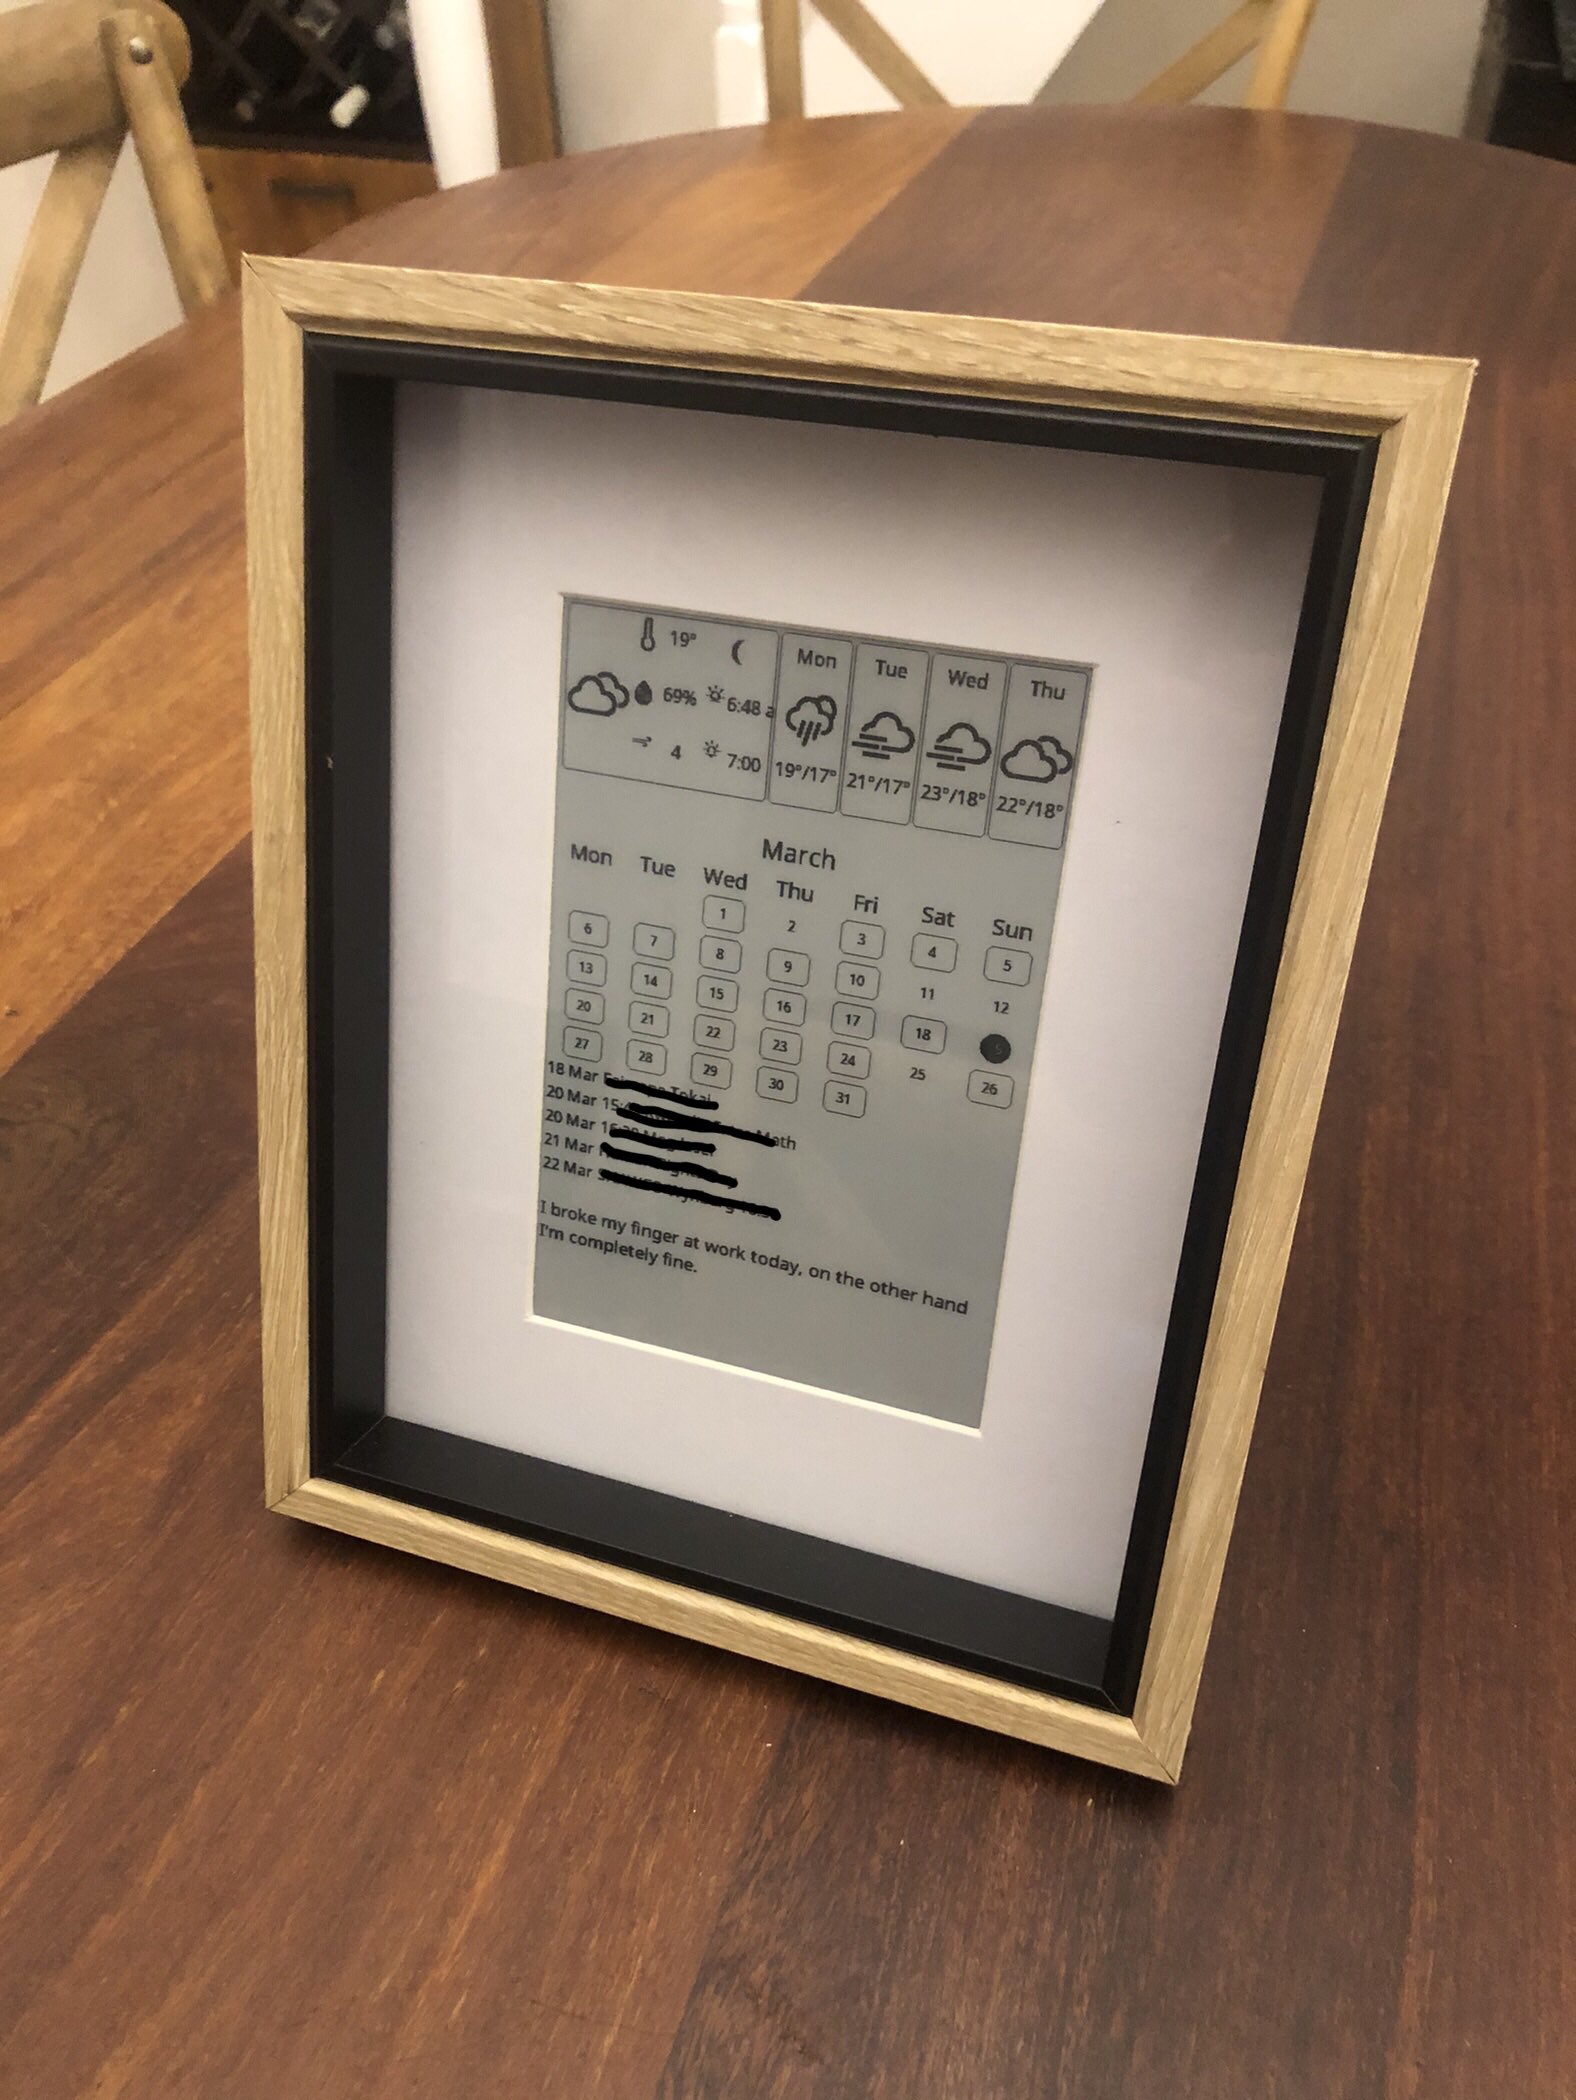 19°
69% 6:48 a
4 7:00
Mon Tue Wed Thu
19°/17° 21°/17° 23°/18° 22°/18°
March
Mon Tue Wed Thu Fri Sat Sun
1 2 3 4 5
6 7 8 9 10 11 12
13 14 15 16 17 18
20 21 22 23 24 25 26
27 28 29 30 31
18 Mar
20 Mar
20 Mar
21 Mar
22 Mar
I broke my finger at work today, on the other hand
I'm completely fine.